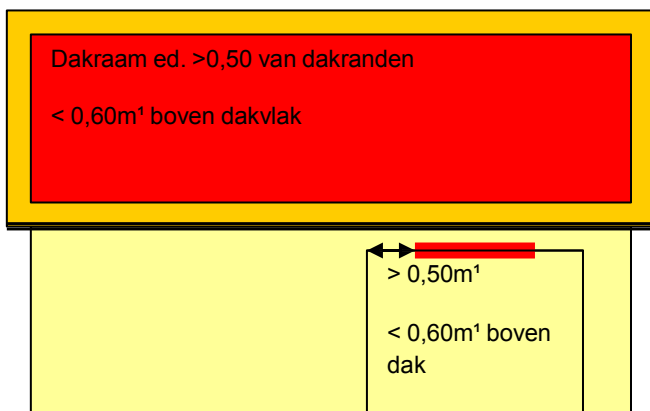 Dakraam ed. >0,50 van dakranden
< 0,60m¹ boven dakvlak
> 0,50m¹
< 0,60m¹ boven
dak